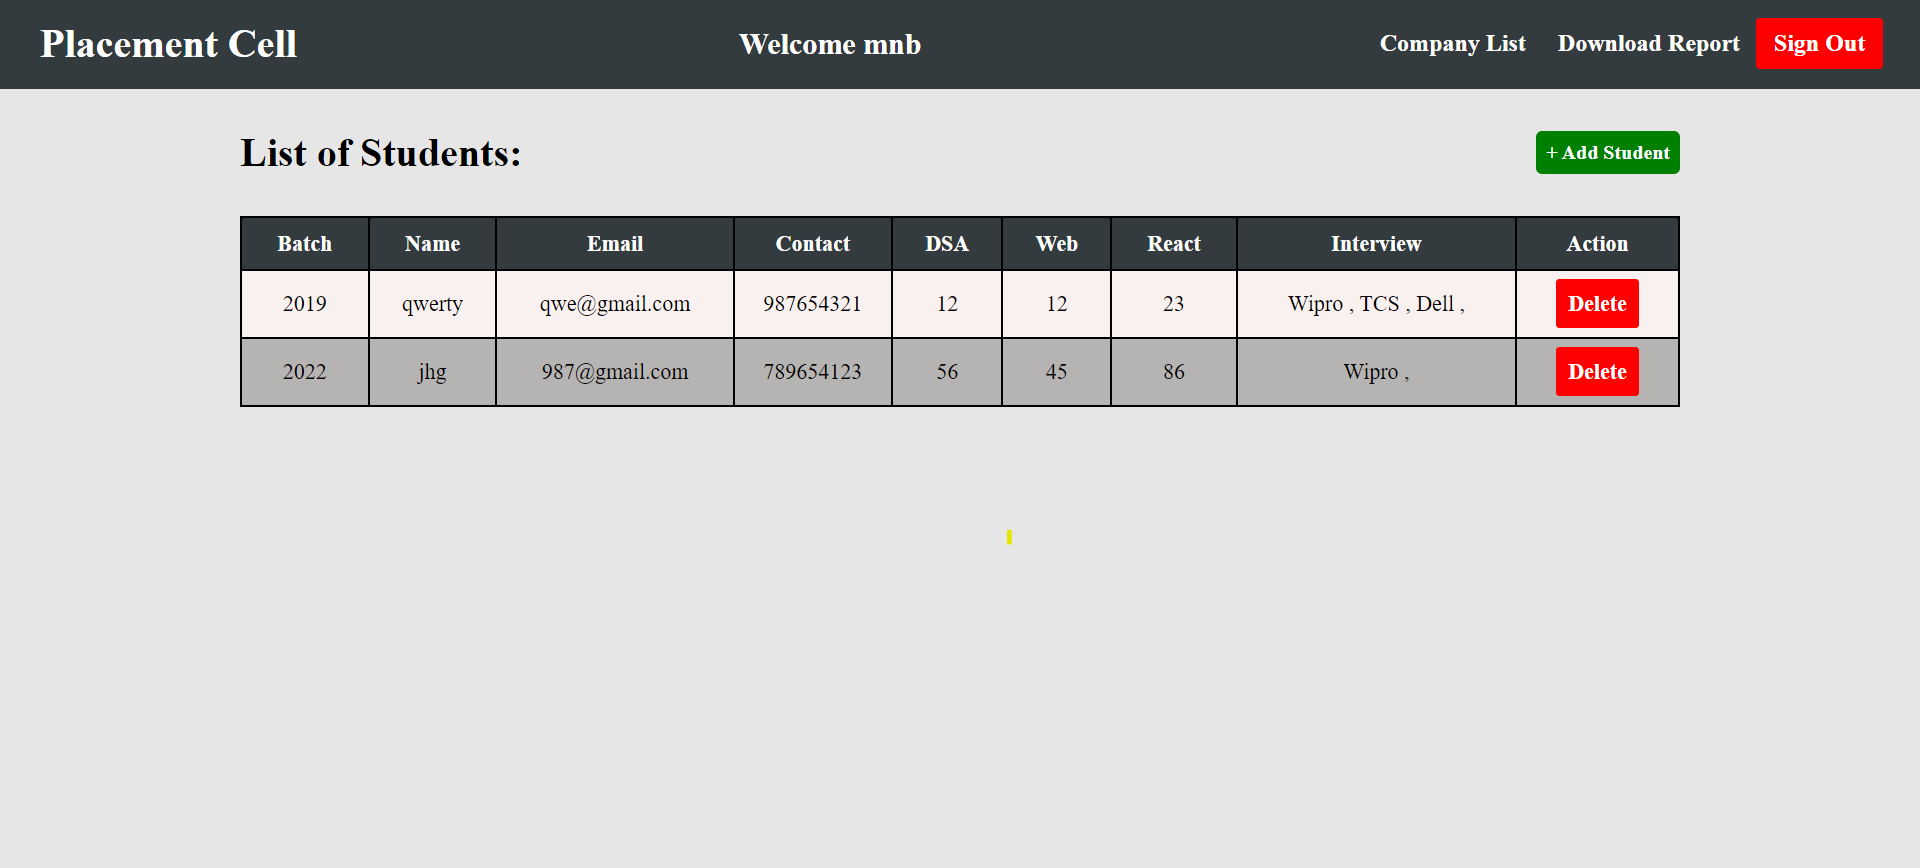 Placement Cell Welcome mnb Company List Download Report Sign Out
List of Students: + Add Student
Batch Name Email Contact DSA Web React Interview Action
2019 qwerty qwe@gmail.com 987654321 12 12 23 Wipro , TCS , Dell , Delete
2022 jhg 987@gmail.com 789654123 56 45 86 Wipro , Delete